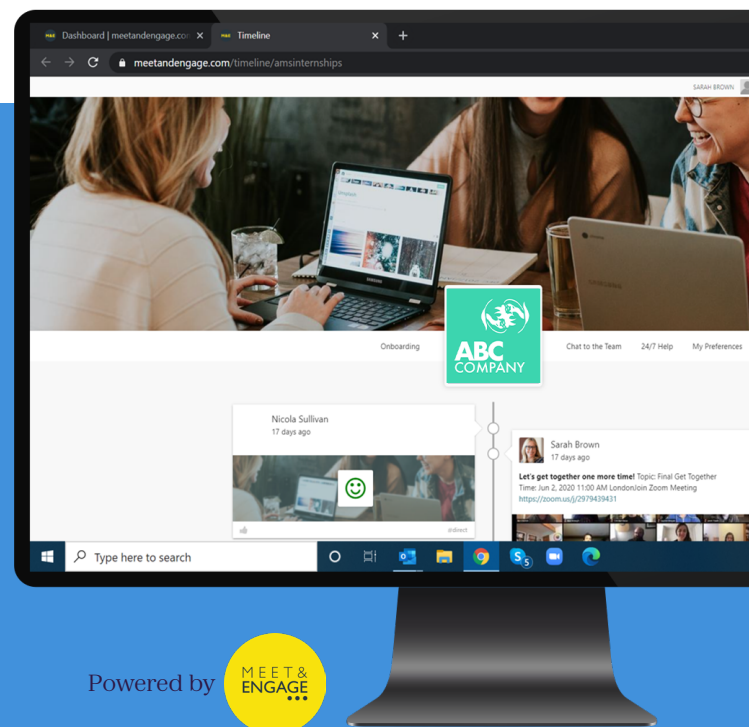 Dashboard | meetandengage.co
Timeline
meetandengage.com/timeline/amsinternships
SARAH BROWN
SAMSUNG
Onboarding
ABC
COMPANY
Chat to the Team
24/7 Help
My Preferences
Nicola Sullivan
17 days ago
Sarah Brown
17 days ago
Let's get together one more time! Topic: Final Get Together
Time: Jun 2, 2020 11:00 AM LondonJoin Zoom Meeting
https://zoom.us/j/2979439431
Type here to search
S
5
Powered by
MEET&
ENGAGE